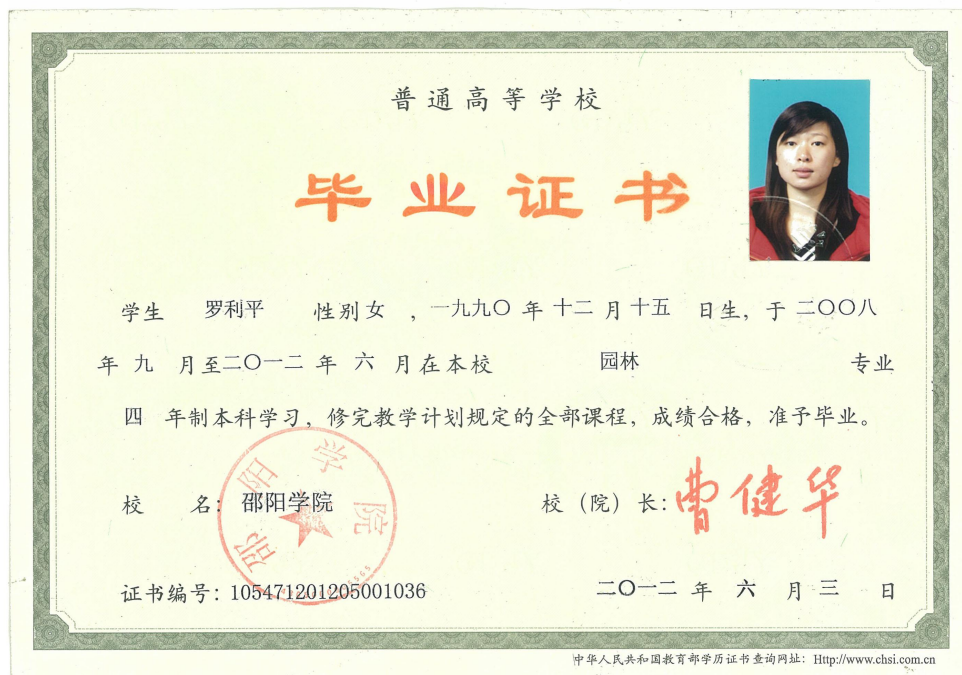 普通高等学校
毕业证书
学生 罗利平 性别 女 ，一九九〇 年 十二 月 十五 日生，于 二〇〇八
年 九 月至二〇一二 年 六 月在本校 园林 专业
四 年制本科学习，修完教学计划规定的全部课程，成绩合格，准予毕业。
校 名：邵阳学院 校（院）长：曹健华
邵阳学院
证书编号：105471201205001036 二〇一二 年 六 月 三 日
中华人民共和国教育部学历证书查询网址：Http://www.chsi.com.cn